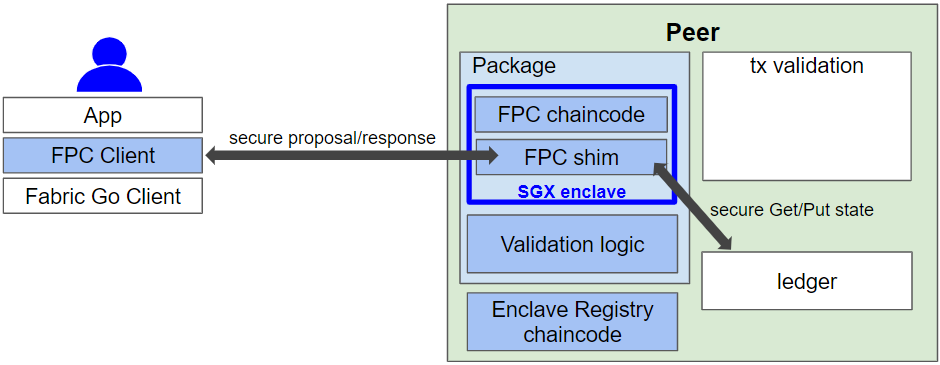 Peer
Package
tx validation
App
FPC Client
Fabric Go Client
secure proposal/response
FPC chaincode
FPC shim
SGX enclave
secure Get/Put state
Validation logic
ledger
Enclave Registry
chaincode